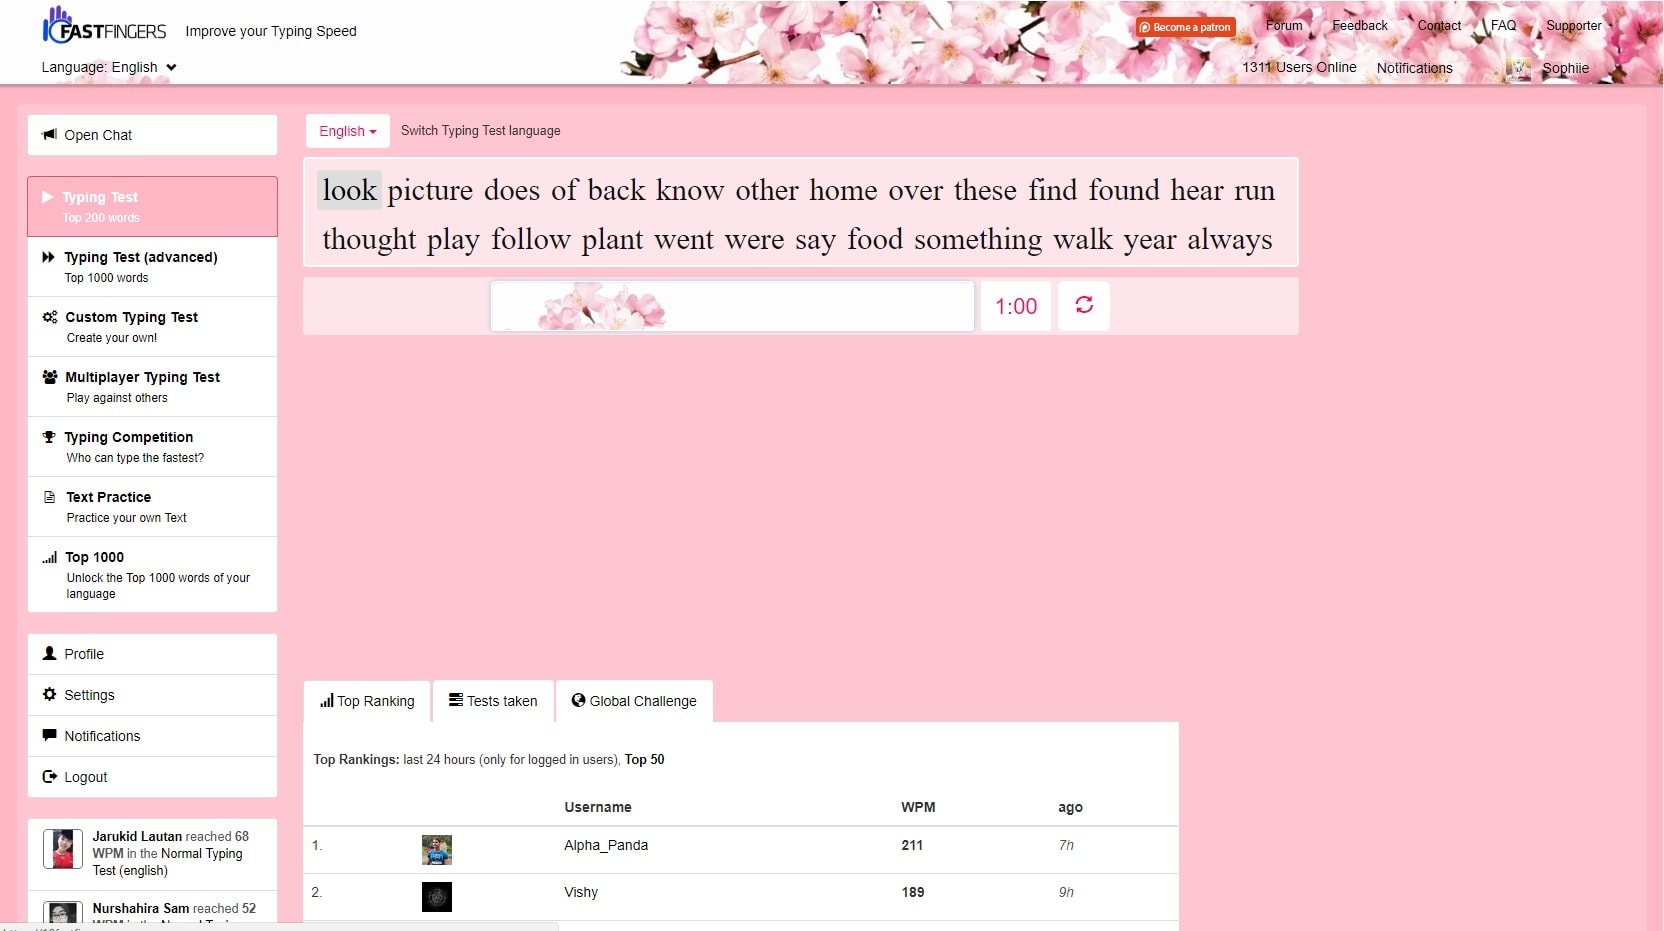 10FASTFINGERS
Improve your Typing Speed
Become a patron
Forum
Feedback
Contact
FAQ
Supporter
Language: English
1311 Users Online
Notifications
Sophiie
Open Chat
Typing Test
Top 200 words
Typing Test (advanced)
Top 1000 words
Custom Typing Test
Create your own!
Multiplayer Typing Test
Play against others
Typing Competition
Who can type the fastest?
Text Practice
Practice your own Text
Top 1000
Unlock the Top 1000 words of your
language
Profile
Settings
Notifications
Logout
Jarukid Lautan reached 68
WPM in the Normal Typing
Test (english)
Nurshahira Sam reached 52
English
Switch Typing Test language
look picture does of back know other home over these find found hear run
thought play follow plant went were say food something walk year always
1:00
Top Ranking
Tests taken
Global Challenge
Top Rankings: last 24 hours (only for logged in users), Top 50
Username WPM ago
1. Alpha_Panda 211 7h
2. Vishy 189 9h